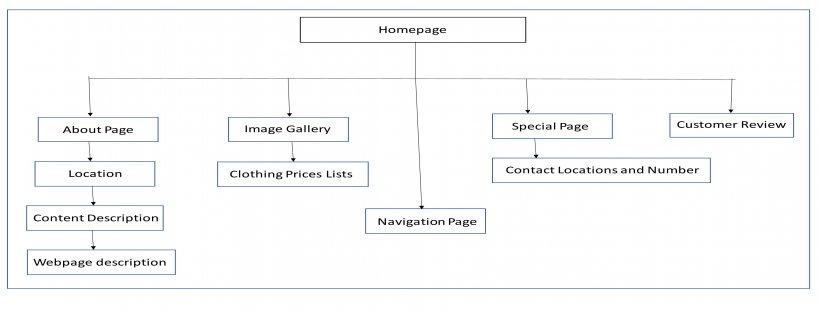 Homepage
About Page
Image Gallery
Special Page
Customer Review
Location
Clothing Prices Lists
Contact Locations and Number
Content Description
Navigation Page
Webpage description